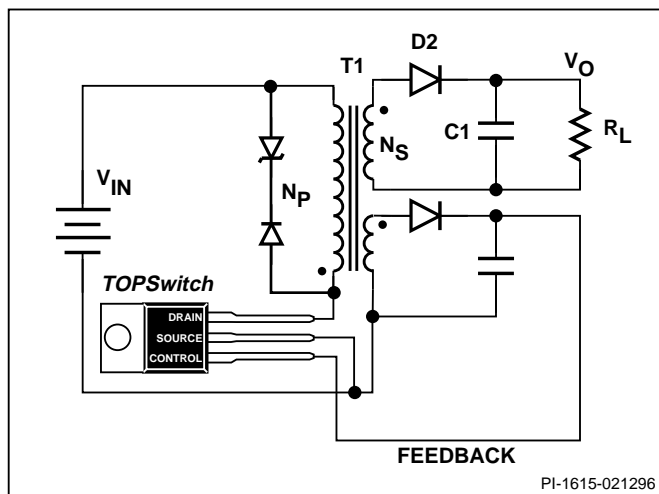 D2
T1
VO
C1
RL
NS
VIN
NP
TOPSwitch
DRAIN
SOURCE
CONTROL
FEEDBACK
PI-1615-021296